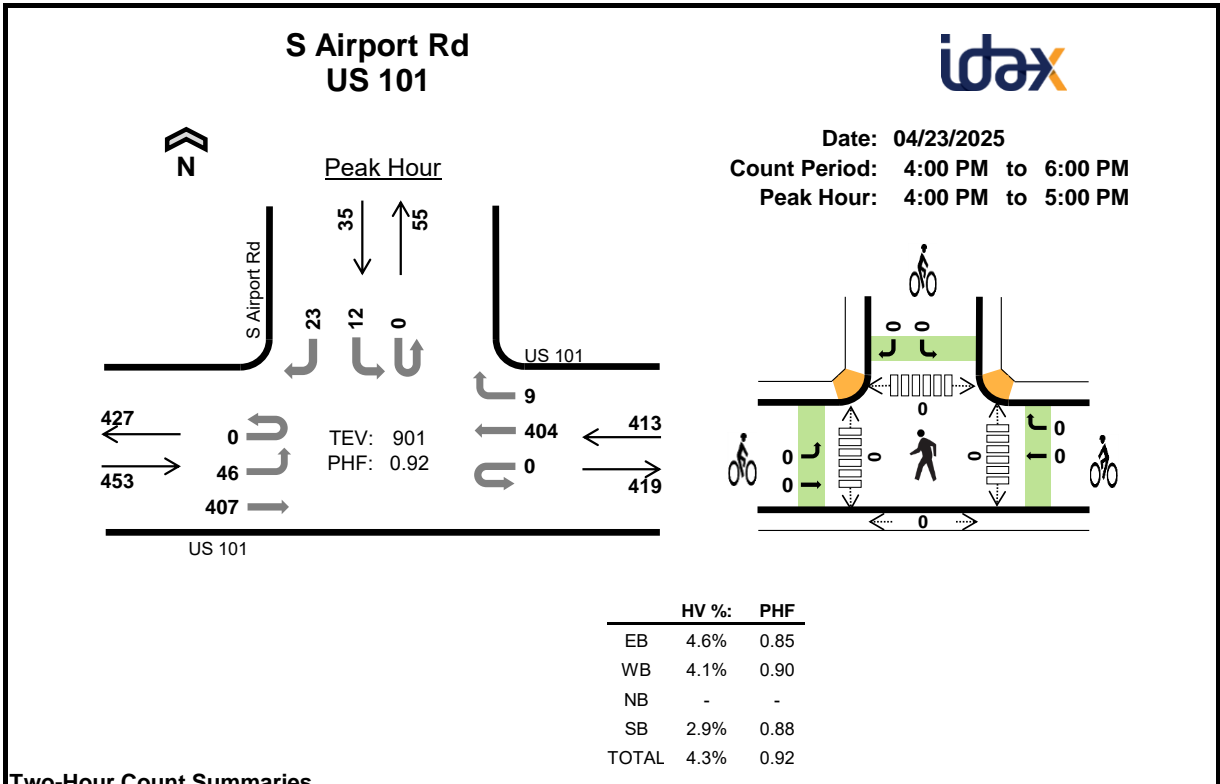 S Airport Rd
US 101
idax
N
Peak Hour
Date: 04/23/2025
Count Period: 4:00 PM to 6:00 PM
Peak Hour: 4:00 PM to 5:00 PM
35
55
S Airport Rd
23
12
0
US 101
9
427
0
TEV: 901
404
413
453
46
PHF: 0.92
0
419
407
US 101
0
0
0
0
0
0
0
0
0
0
HV %: PHF
EB 4.6% 0.85
WB 4.1% 0.90
NB - -
SB 2.9% 0.88
TOTAL 4.3% 0.92
Two-Hour Count Summaries